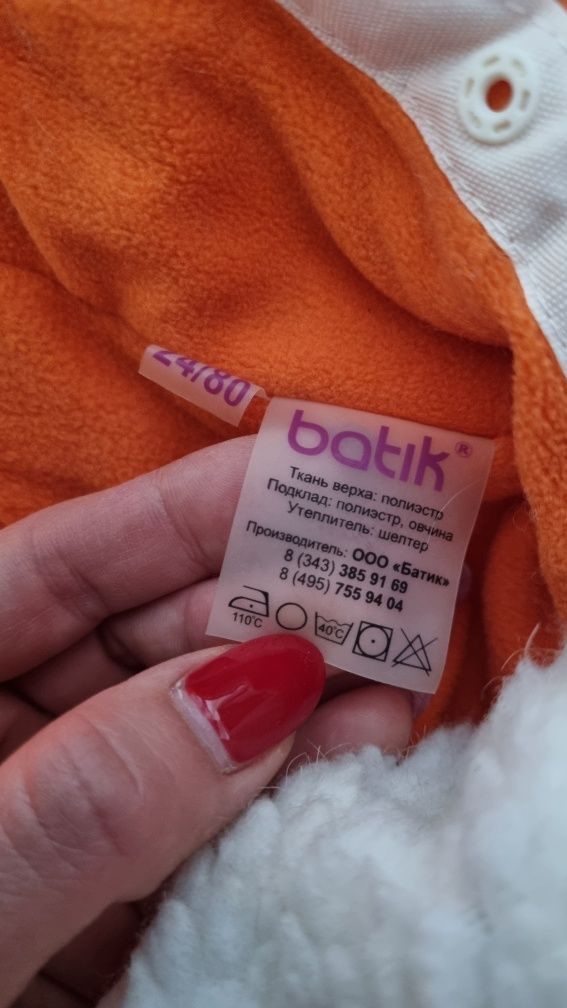 24/80
batik®
Ткань верха: полиэстр
Подклад: полиэстр, овчина
Утеплитель: шелтер
Производитель: ООО «Батик»
8 (343) 385 91 69
8 (495) 755 94 04
110°C
40°C